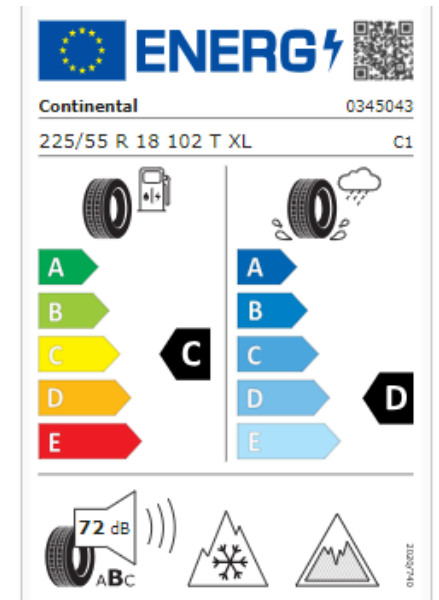 ENERG
Continental 0345043
225/55 R 18 102 T XL C1
A A
B B
C C C
D D D
E E
72 dB
ABC
2020/740